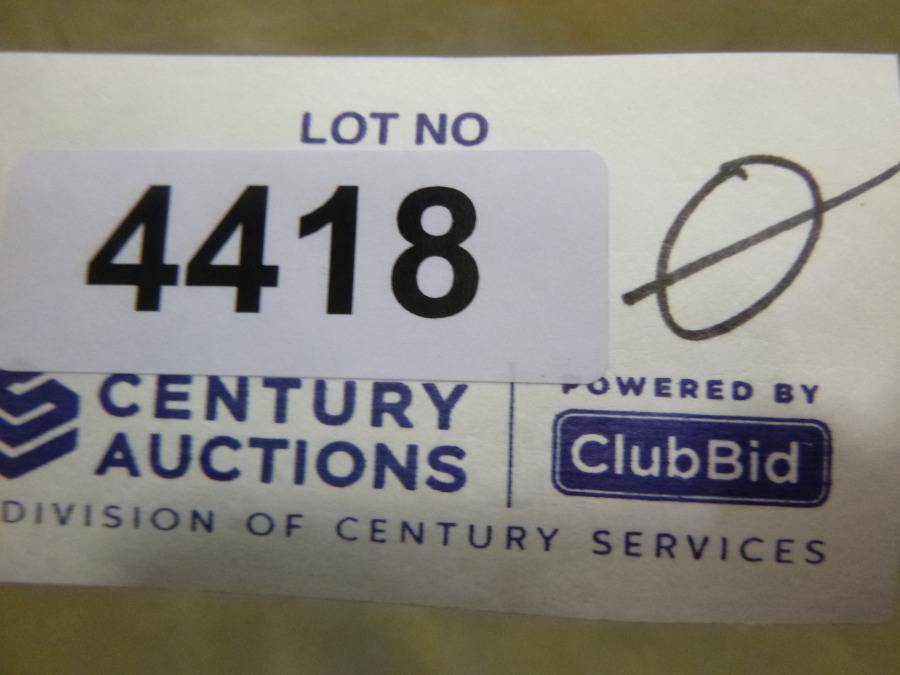 LOT NO
4418
CENTURY
AUCTIONS
DIVISION OF CENTURY SERVICES
POWERED BY
ClubBid